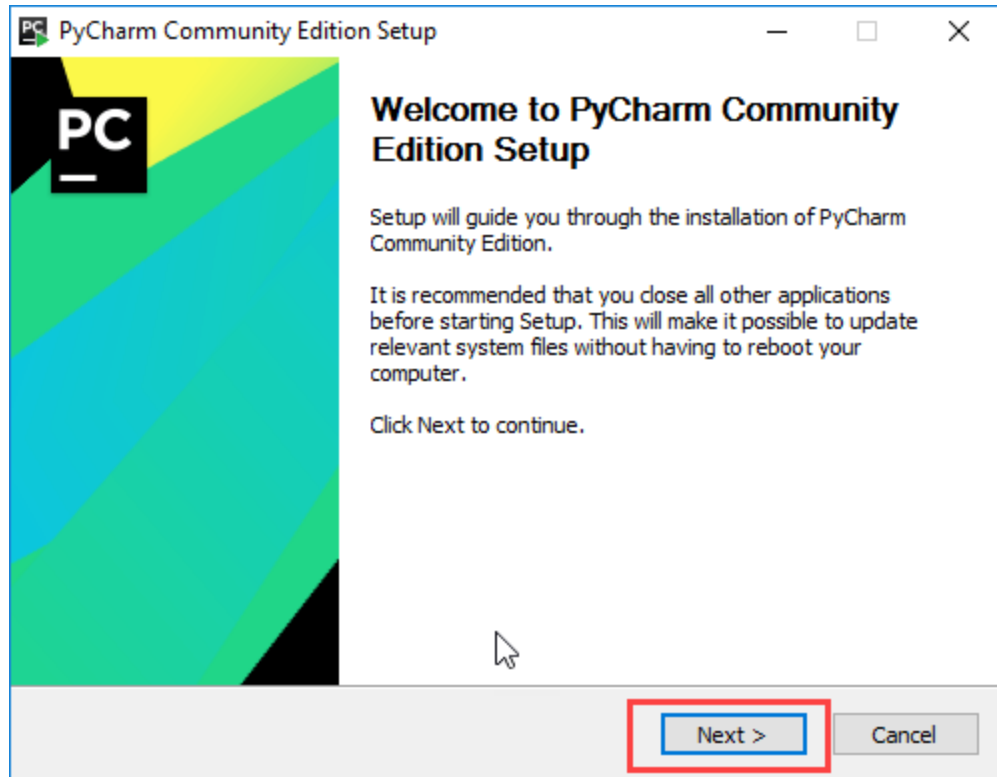 PyCharm Community Edition Setup
PC
Welcome to PyCharm Community
Edition Setup
Setup will guide you through the installation of PyCharm
Community Edition.
It is recommended that you close all other applications
before starting Setup. This will make it possible to update
relevant system files without having to reboot your
computer.
Click Next to continue.
Next >
Cancel